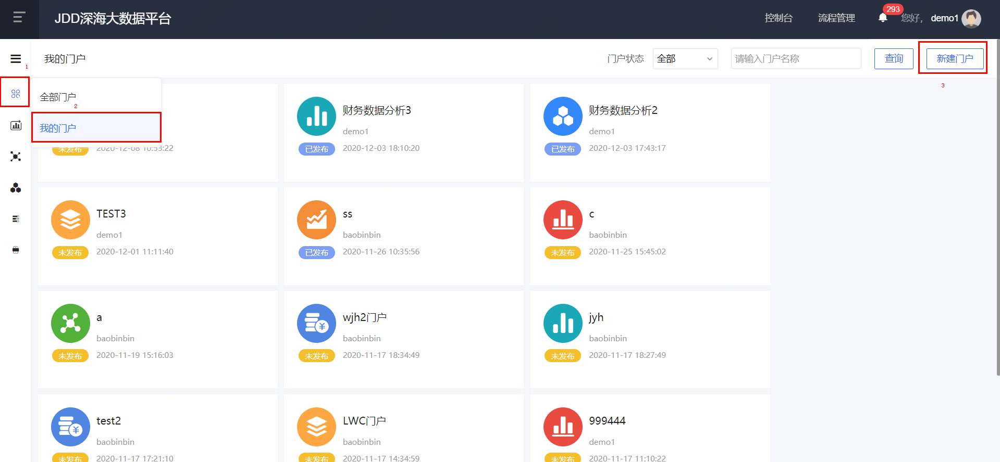 JDD深海大数据平台
控制台
流程管理
293
您好，
demo1
1
我的门户
门户状态
全部
请输入门户名称
查询
新建门户
3
全部门户
2
我的门户
未发布
2020-12-08 10:53:22
财务数据分析3
demo1
已发布
2020-12-03 18:10:20
财务数据分析2
demo1
已发布
2020-12-03 17:43:17
TEST3
demo1
未发布
2020-12-01 11:11:40
ss
baobinbin
已发布
2020-11-26 10:35:56
c
baobinbin
未发布
2020-11-25 15:45:02
a
baobinbin
未发布
2020-11-19 15:16:03
wjh2门户
baobinbin
未发布
2020-11-17 18:34:49
jyh
baobinbin
未发布
2020-11-17 18:27:49
test2
baobinbin
未发布
2020-11-17 17:21:10
LWC门户
baobinbin
未发布
2020-11-17 14:34:59
999444
demo1
未发布
2020-11-17 11:10:22